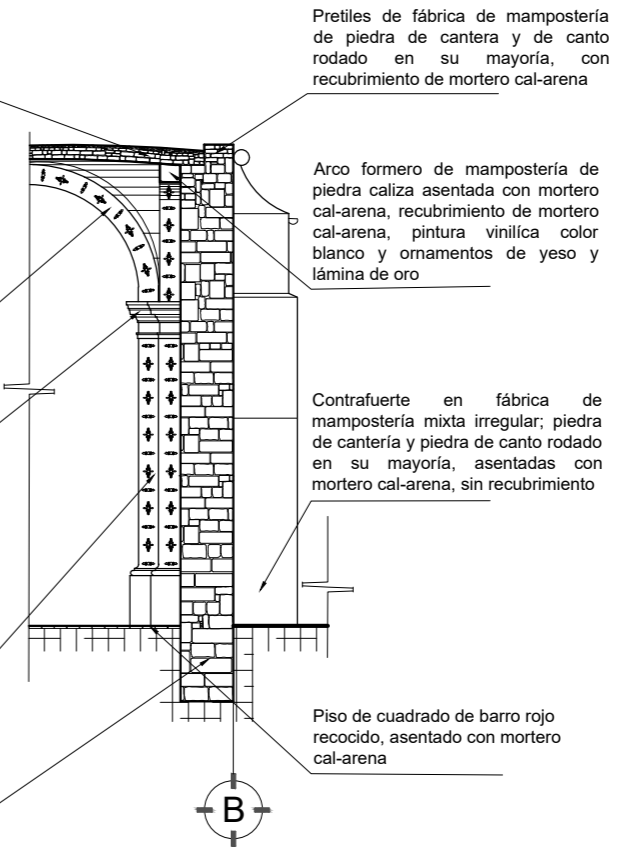 Pretiles de fábrica de mampostería
de piedra de cantera y de canto
rodado en su mayoría, con
recubrimiento de mortero cal-arena
Arco formero de mampostería de
piedra caliza asentada con mortero
cal-arena, recubrimiento de mortero
cal-arena, pintura vinilíca color
blanco y ornamentos de yeso y
lámina de oro
Contrafuerte en fábrica de
mampostería mixta irregular; piedra
de cantería y piedra de canto rodado
en su mayoría, asentadas con
mortero cal-arena, sin recubrimiento
Piso de cuadrado de barro rojo
recocido, asentado con mortero
cal-arena
B